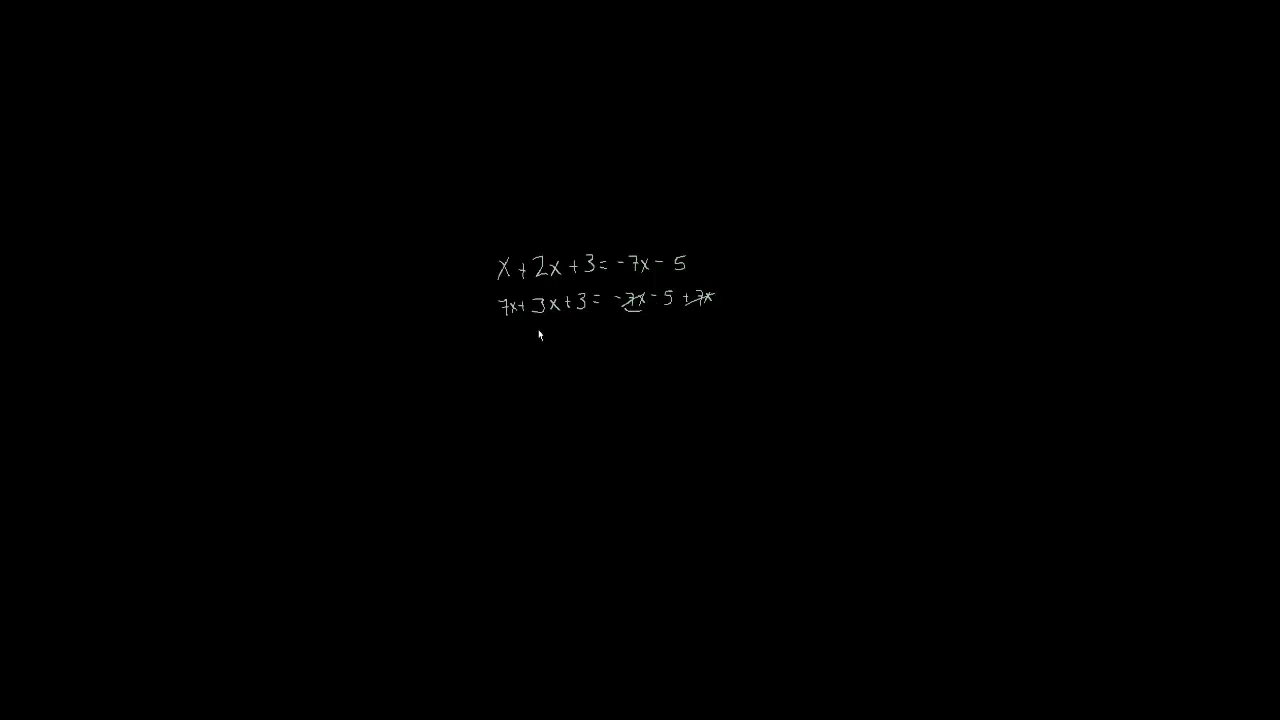 x + 2x + 3 = -7x - 5
7x + 3x + 3 = -7x - 5 + 7x